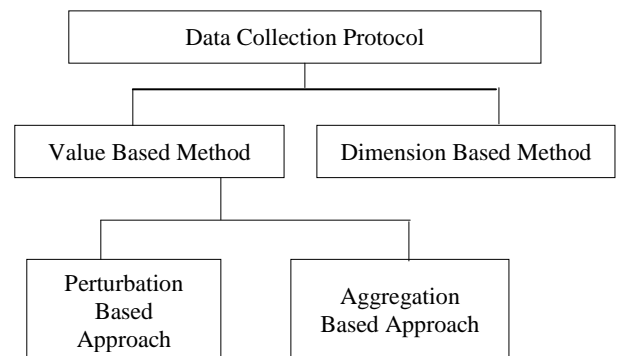 Data Collection Protocol
Value Based Method
Dimension Based Method
Perturbation
Based
Approach
Aggregation
Based Approach